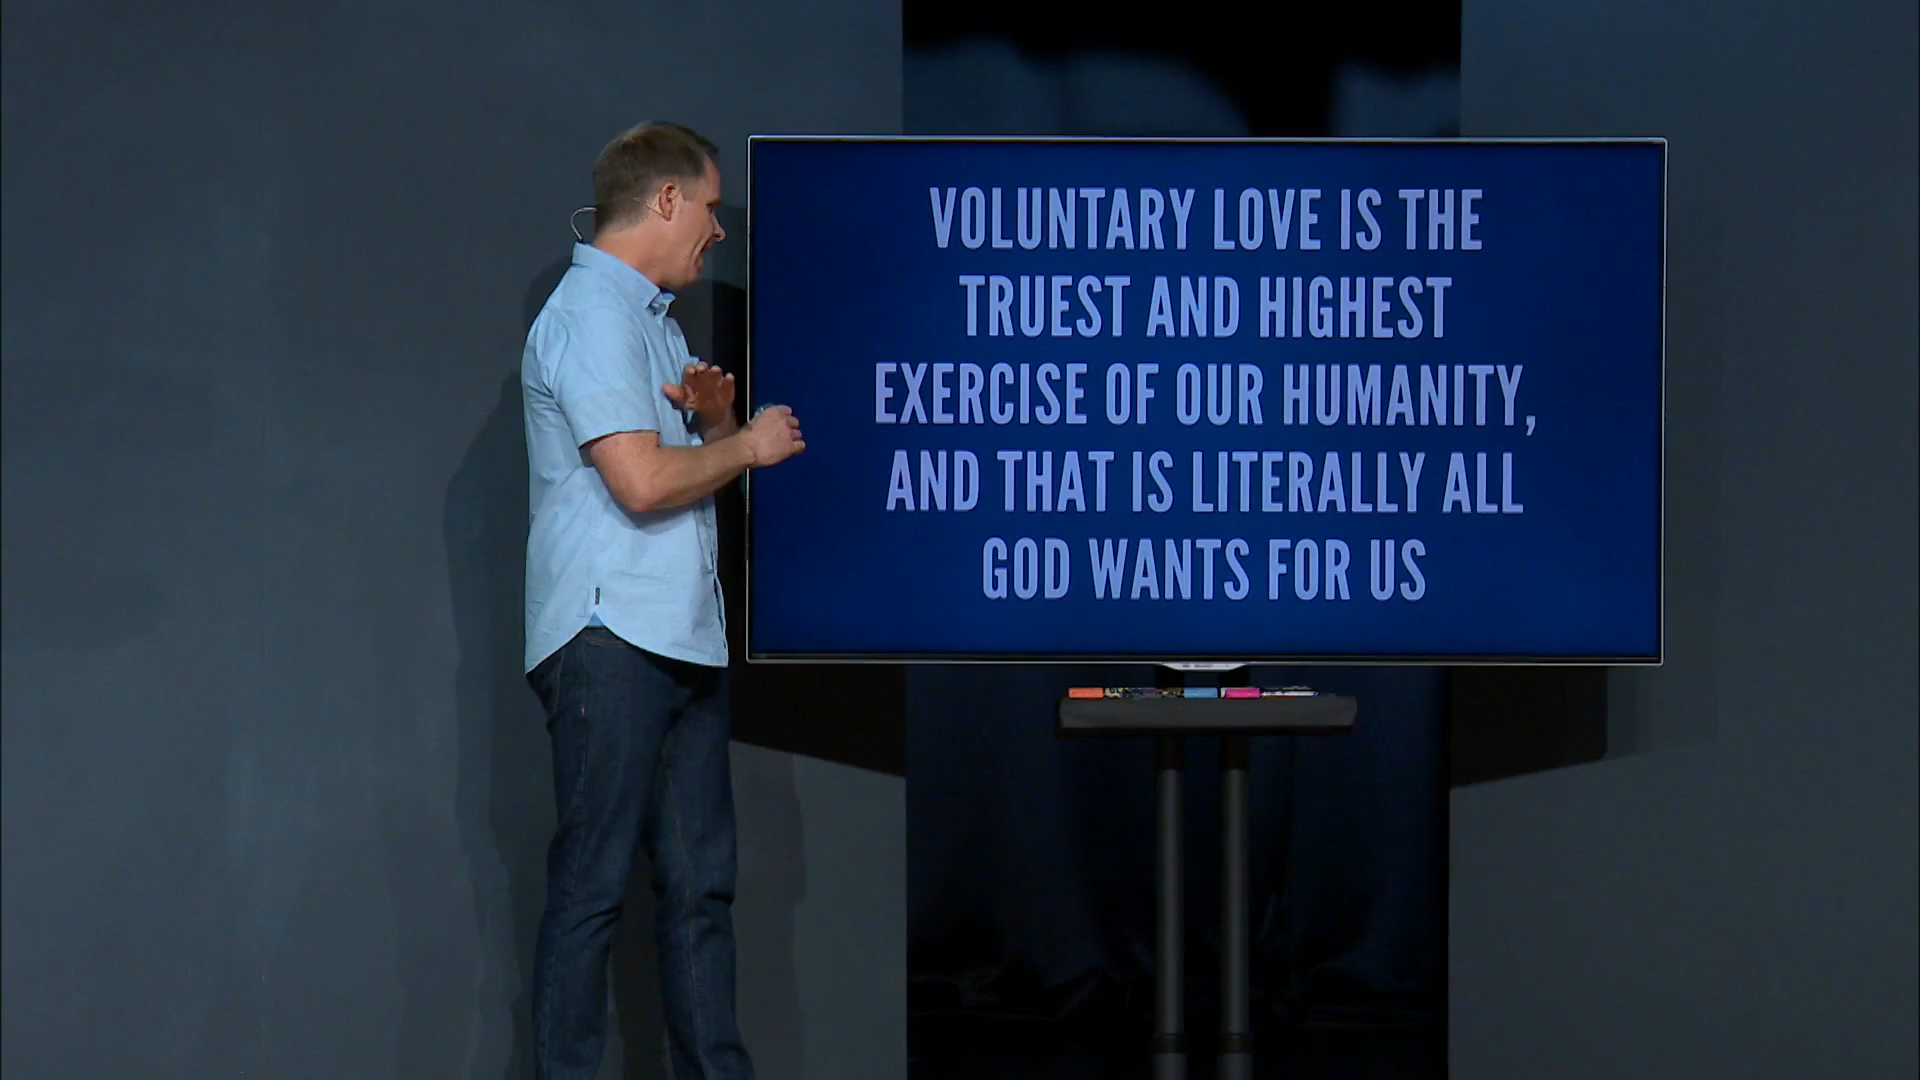 VOLUNTARY LOVE IS THE
TRUEST AND HIGHEST
EXERCISE OF OUR HUMANITY,
AND THAT IS LITERALLY ALL
GOD WANTS FOR US